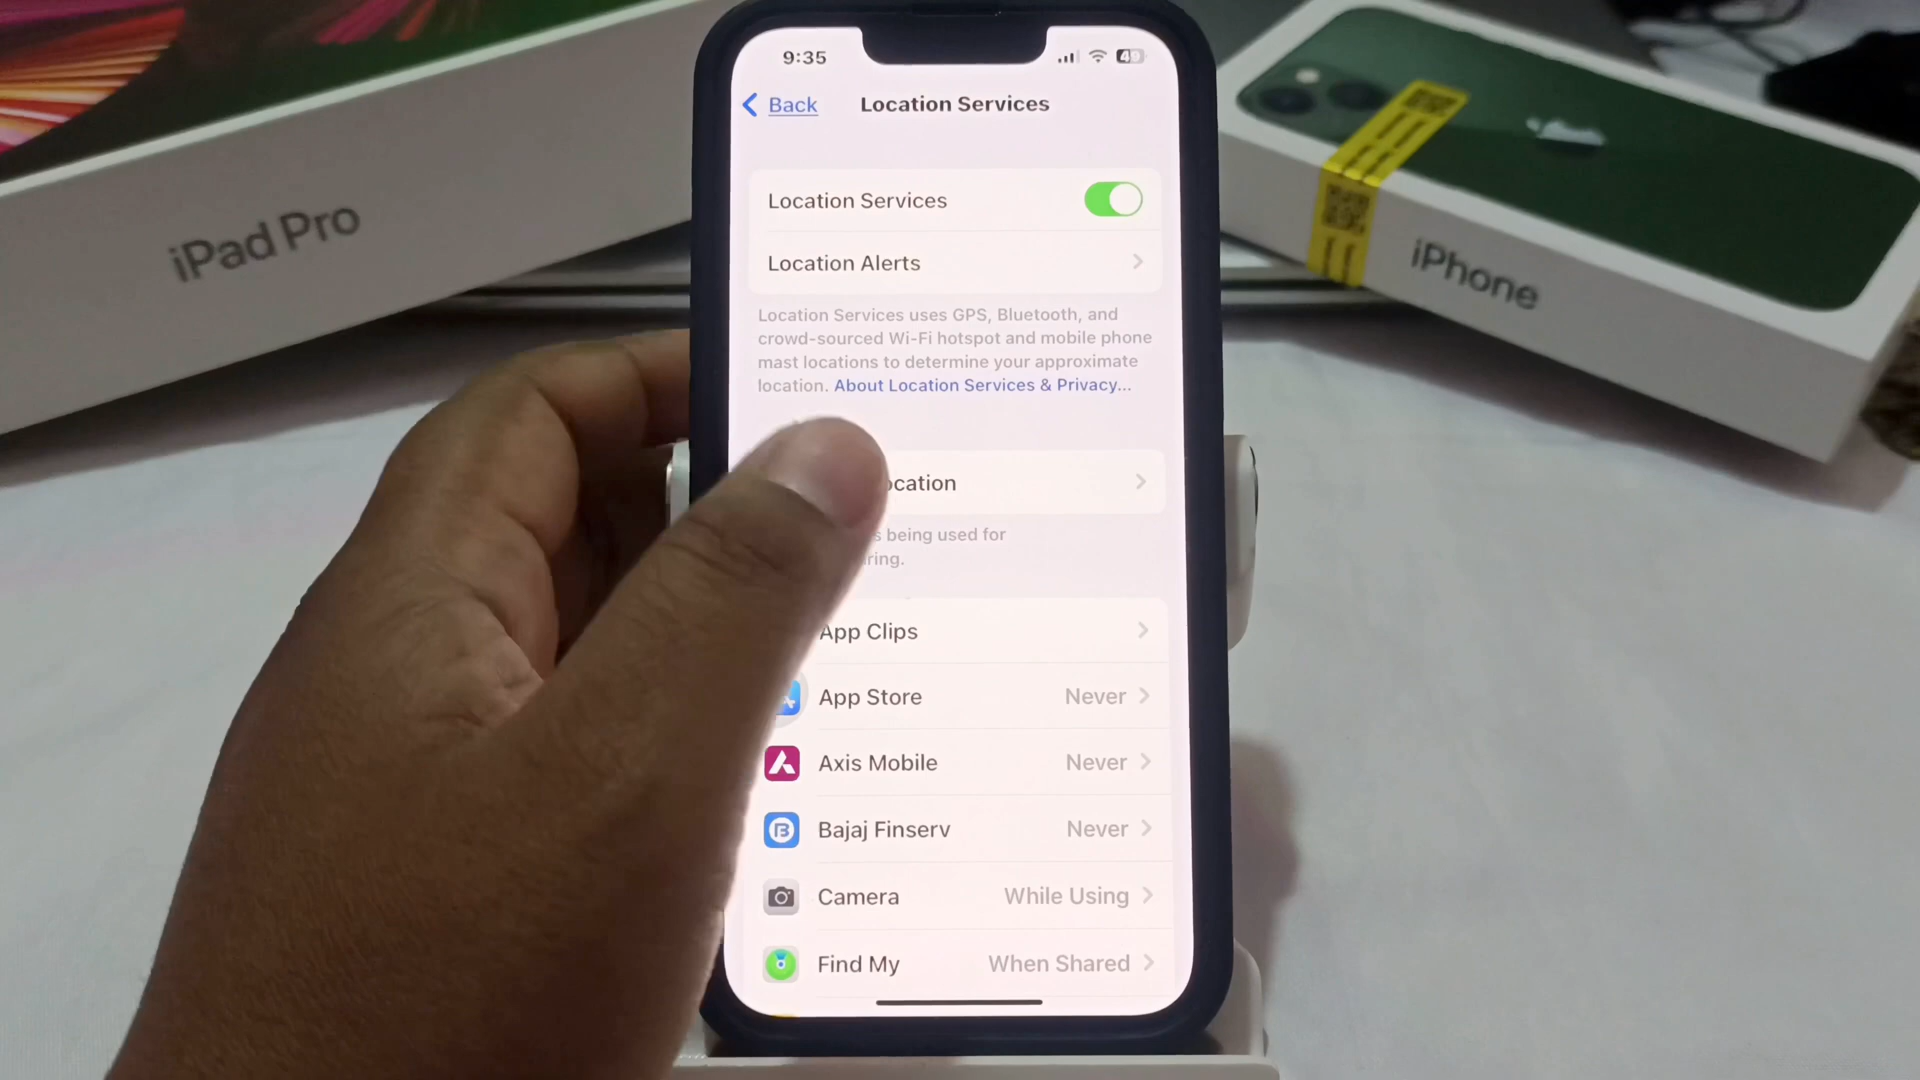 9:35
49
Back
Location Services
iPad Pro
iPhone
Location Services
Location Alerts
Location Services uses GPS, Bluetooth, and
crowd-sourced Wi-Fi hotspot and mobile phone
mast locations to determine your approximate
location. About Location Services & Privacy...
ocation
s being used for
ring.
App Clips
App Store Never
Axis Mobile Never
Bajaj Finserv Never
Camera While Using
Find My When Shared